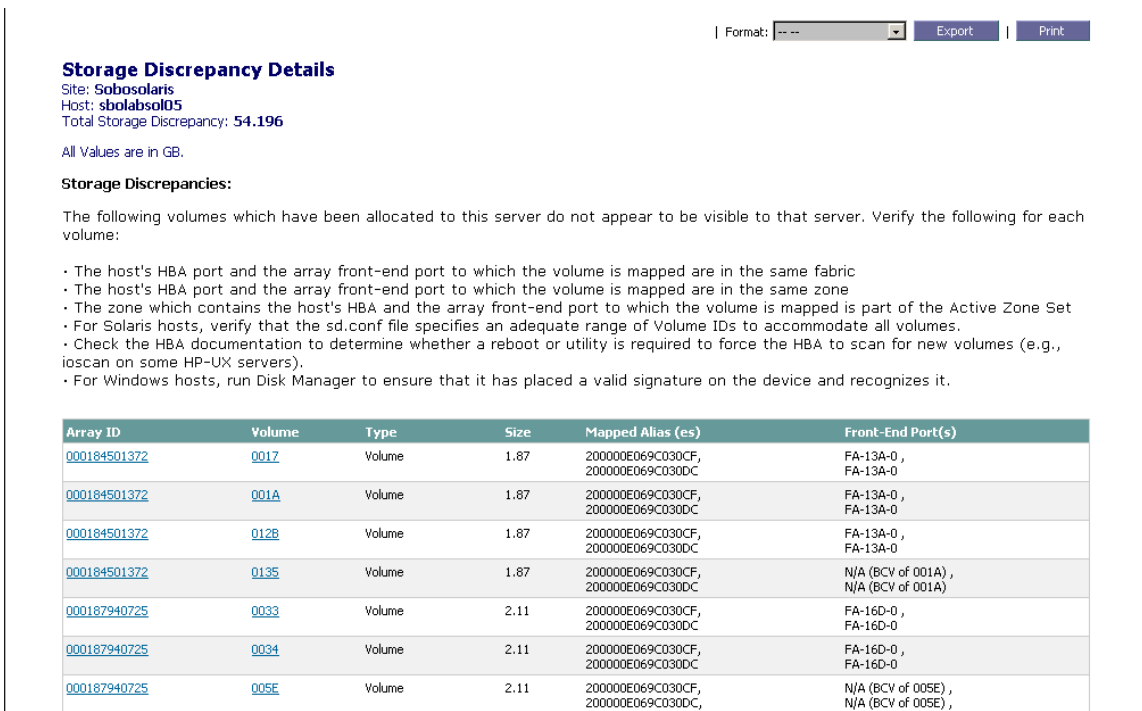 | Format: -- -- Export | Print
Storage Discrepancy Details
Site: Sobosolaris
Host: sbolabsol05
Total Storage Discrepancy: 54.196
All Values are in GB.
Storage Discrepancies:
The following volumes which have been allocated to this server do not appear to be visible to that server. Verify the following for each
volume:
· The host's HBA port and the array front-end port to which the volume is mapped are in the same fabric
· The host's HBA port and the array front-end port to which the volume is mapped are in the same zone
· The zone which contains the host's HBA and the array front-end port to which the volume is mapped is part of the Active Zone Set
· For Solaris hosts, verify that the sd.conf file specifies an adequate range of Volume IDs to accommodate all volumes.
· Check the HBA documentation to determine whether a reboot or utility is required to force the HBA to scan for new volumes (e.g.,
ioscan on some HP-UX servers).
· For Windows hosts, run Disk Manager to ensure that it has placed a valid signature on the device and recognizes it.
Array ID Volume Type Size Mapped Alias (es) Front-End Port(s)
000184501372 0017 Volume 1.87 200000E069C030CF, FA-13A-0 ,
200000E069C030DC FA-13A-0
000184501372 001A Volume 1.87 200000E069C030CF, FA-13A-0 ,
200000E069C030DC FA-13A-0
000184501372 012B Volume 1.87 200000E069C030CF, FA-13A-0 ,
200000E069C030DC FA-13A-0
000184501372 0135 Volume 1.87 200000E069C030CF, N/A (BCV of 001A) ,
200000E069C030DC N/A (BCV of 001A)
000187940725 0033 Volume 2.11 200000E069C030CF, FA-16D-0 ,
200000E069C030DC FA-16D-0
000187940725 0034 Volume 2.11 200000E069C030CF, FA-16D-0 ,
200000E069C030DC FA-16D-0
000187940725 005E Volume 2.11 200000E069C030CF, N/A (BCV of 005E) ,
200000E069C030DC, N/A (BCV of 005E) ,